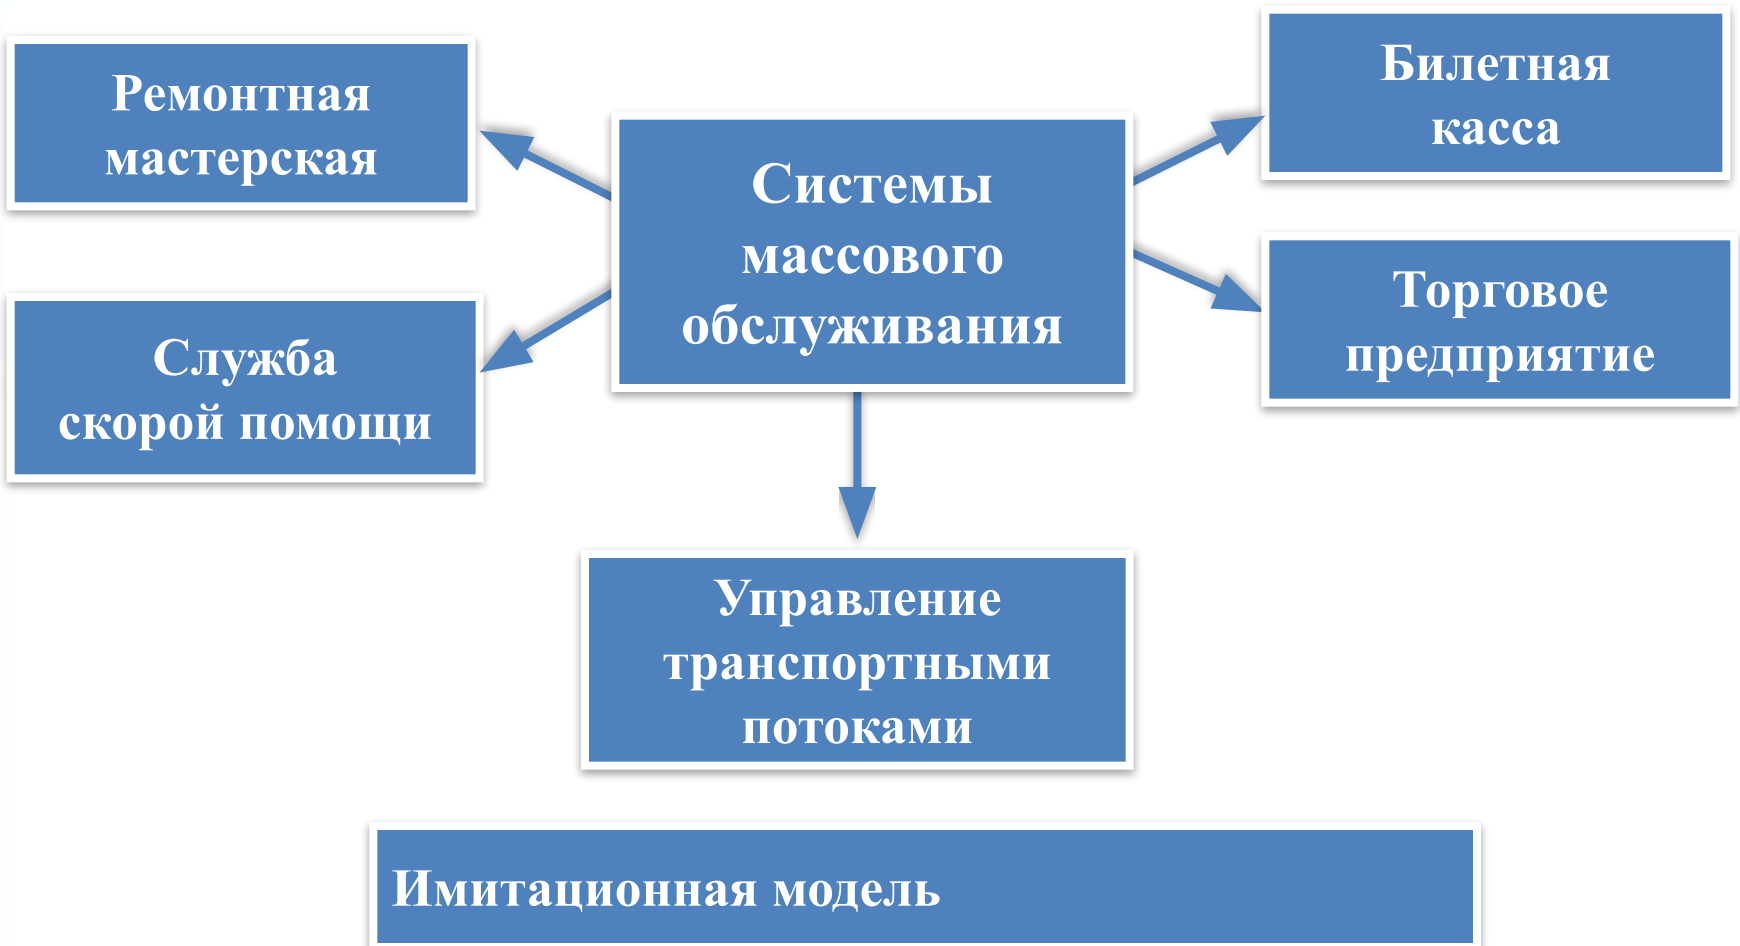 Ремонтная
мастерская
Служба
скорой помощи
Системы
массового
обслуживания
Билетная
касса
Торговое
предприятие
Управление
транспортными
потоками
Имитационная модель